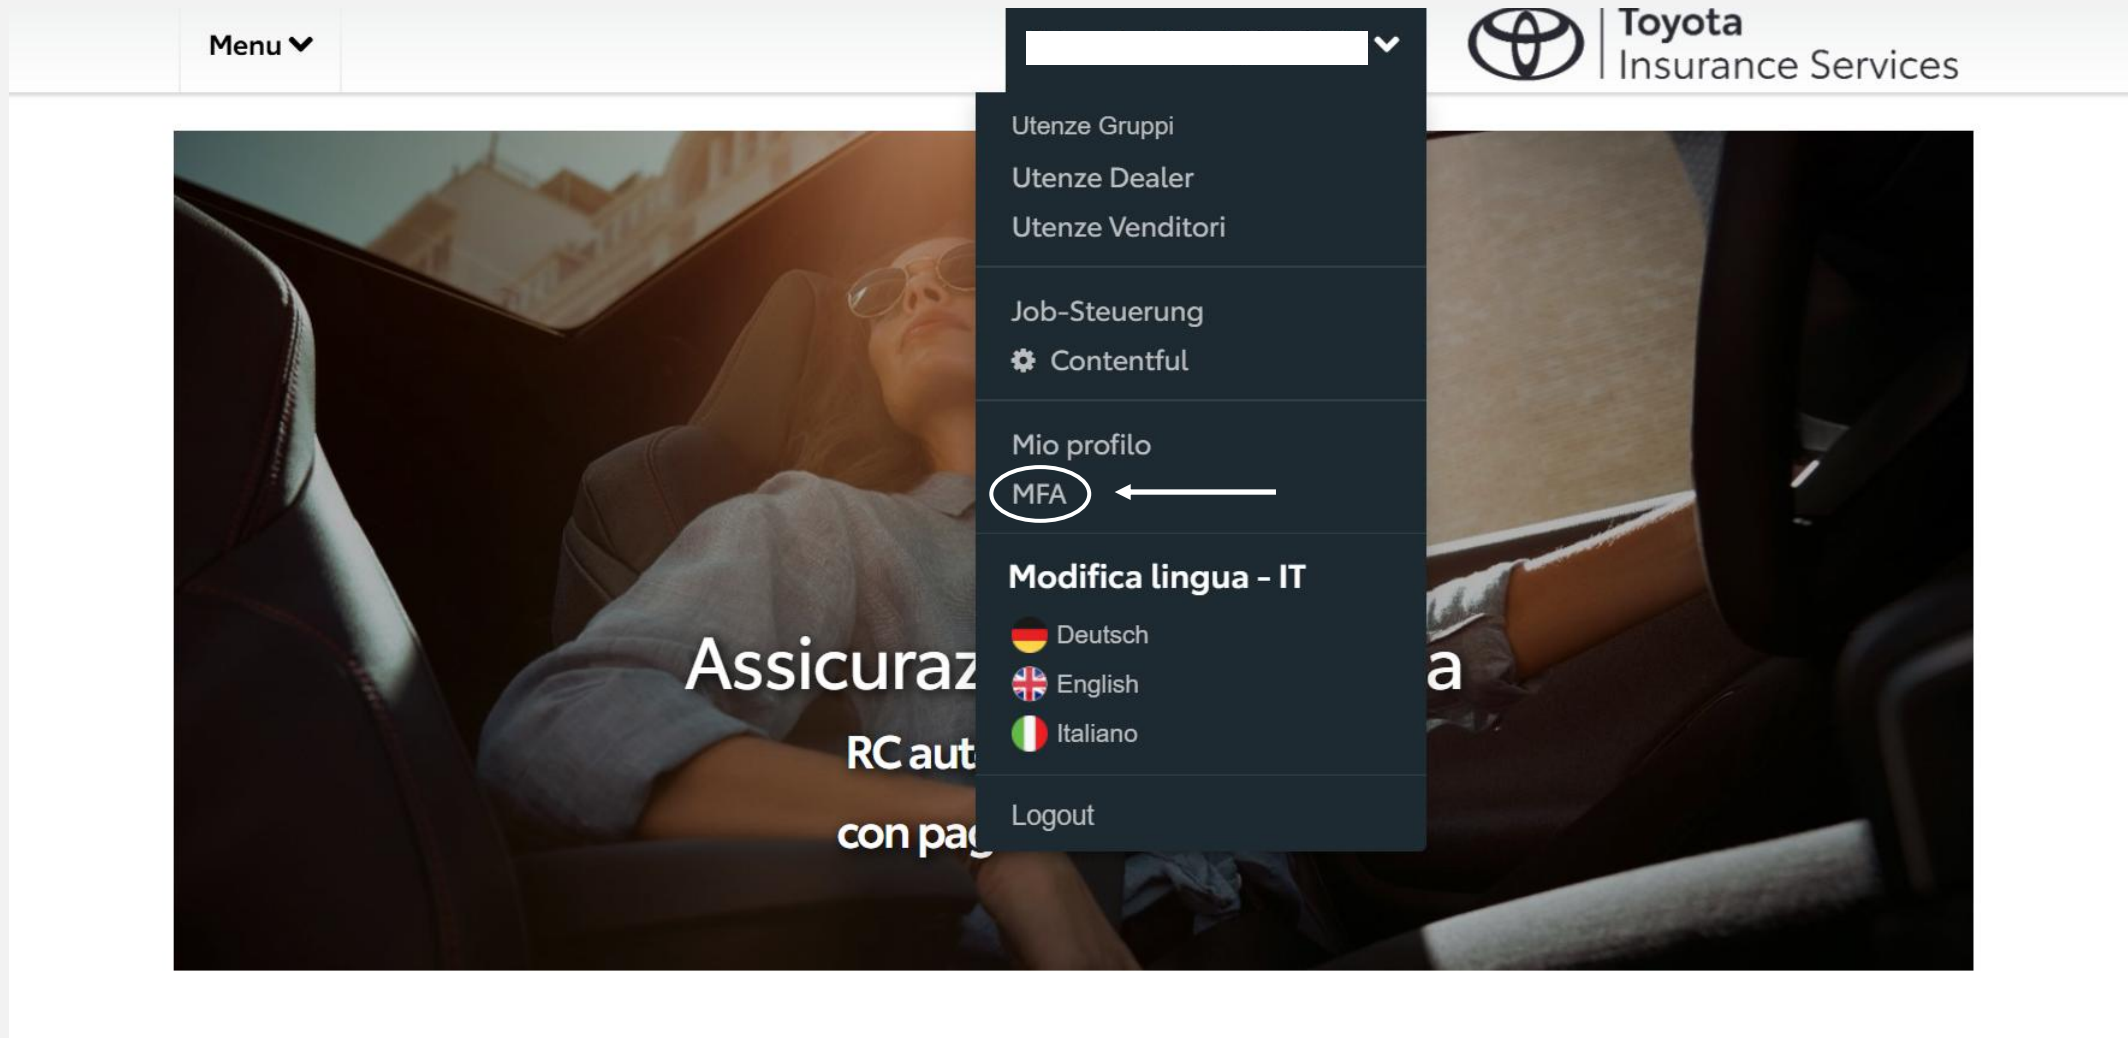 Menu
Toyota
Insurance Services
Utenze Gruppi
Utenze Dealer
Utenze Venditori
Job-Steuerung
Contentful
Mio profilo
MFA
Modifica lingua - IT
Deutsch
English
Italiano
Logout
Assicuraz a
RC aut
con pag